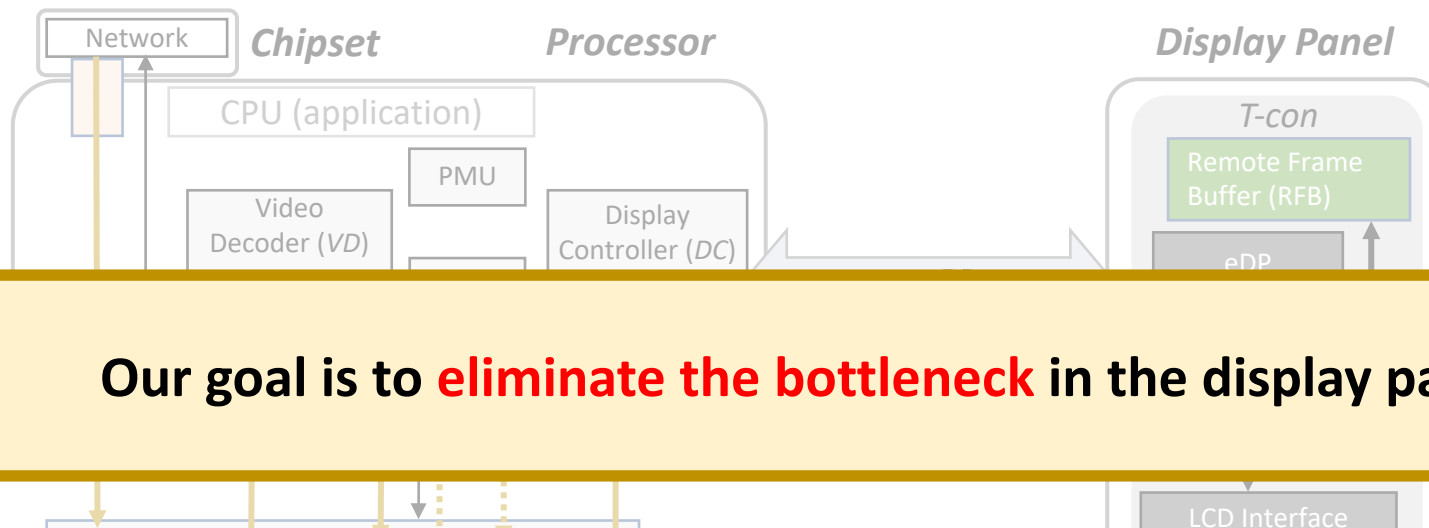 Network
Chipset
Processor
Display Panel
CPU (application)
T-con
PMU
Remote Frame
Buffer (RFB)
Video
Decoder (VD)
Display
Controller (DC)
eDP
Our goal is to eliminate the bottleneck in the display
LCD Interface